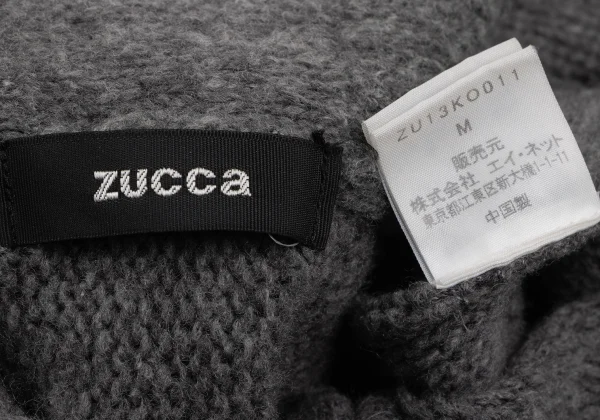 zucca
ZU13KO011
M
販売元
株式会社 エイ・ネット
東京都江東区新大橋1-1-11
中国製